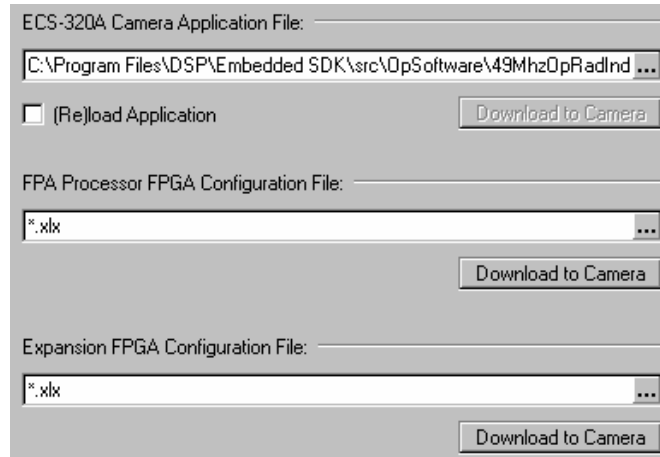 ECS-320A Camera Application File:
C:\Program Files\DSP\Embedded SDK\src\OpSoftware\49MhzOpRadInd ...
(Re)load Application
Download to Camera
FPA Processor FPGA Configuration File:
*.xlx ...
Download to Camera
Expansion FPGA Configuration File:
*.xlx ...
Download to Camera